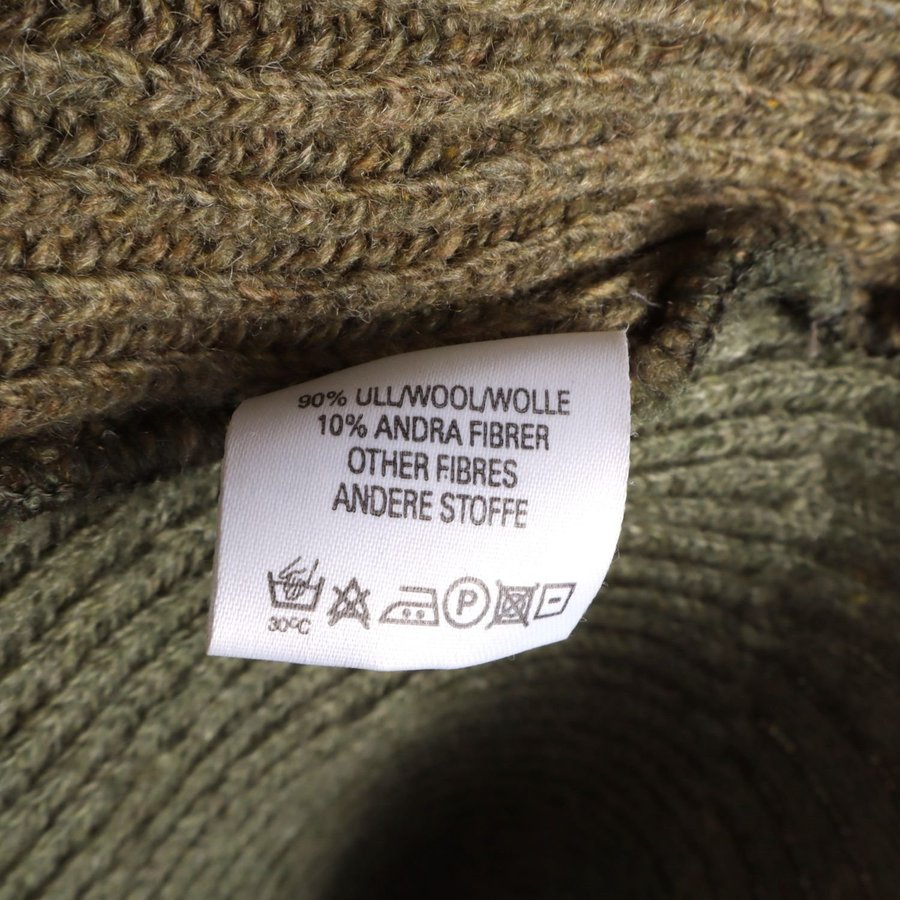 90% ULL/WOOL/WOLLE
10% ANDRA FIBRER
OTHER FIBRES
ANDERE STOFFE
P
30°C